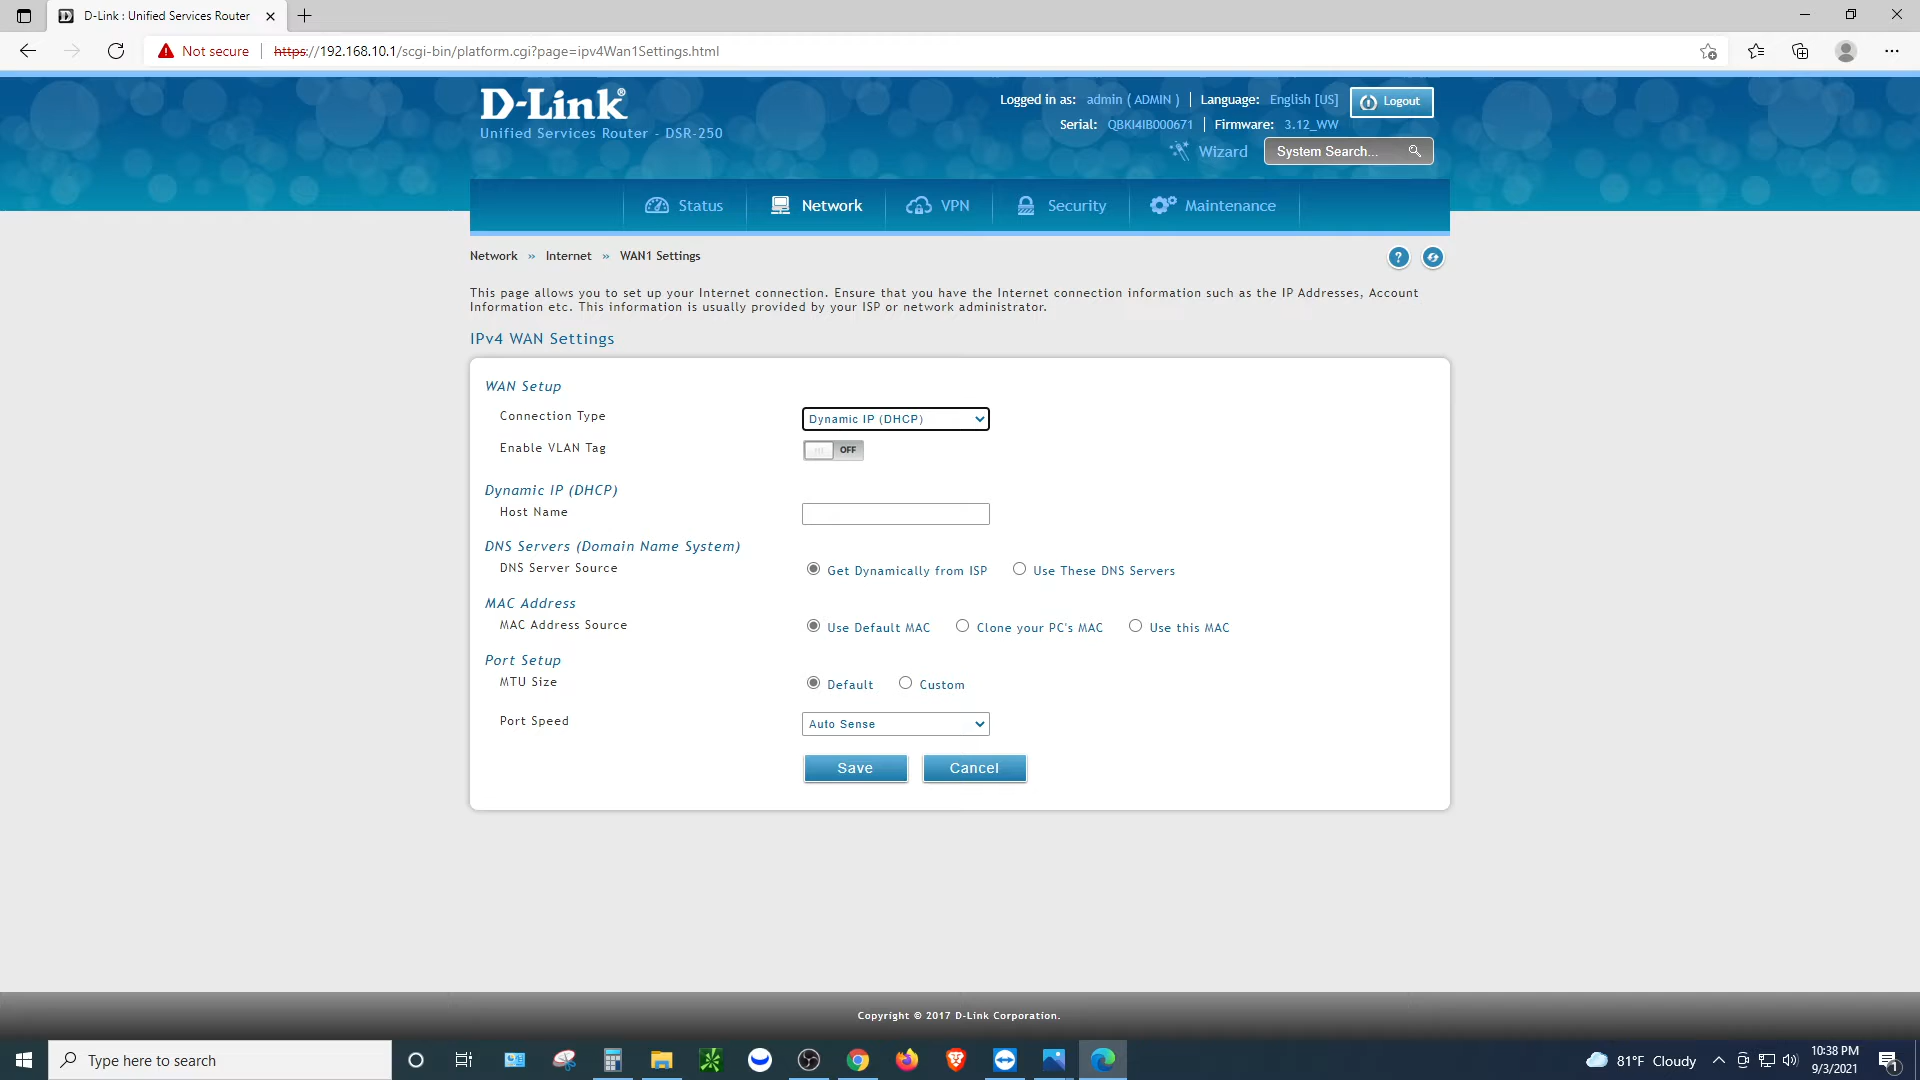 D-Link : Unified Services Router
Not secure
https://192.168.10.1/scgi-bin/platform.cgi?page=ipv4Wan1Settings.html
D-Link®
Unified Services Router - DSR-250
Logged in as: admin ( ADMIN ) | Language: English [US]
Logout
Serial: QBKI4IB000671 | Firmware: 3.12_WW
Wizard
System Search...
Status
Network
VPN
Security
Maintenance
Network » Internet » WAN1 Settings
?
This page allows you to set up your Internet connection. Ensure that you have the Internet connection information such as the IP Addresses, Account
Information etc. This information is usually provided by your ISP or network administrator.
IPv4 WAN Settings
WAN Setup
Connection Type
Dynamic IP (DHCP)
Enable VLAN Tag
OFF
Dynamic IP (DHCP)
Host Name
DNS Servers (Domain Name System)
DNS Server Source
Get Dynamically from ISP
Use These DNS Servers
MAC Address
MAC Address Source
Use Default MAC
Clone your PC's MAC
Use this MAC
Port Setup
MTU Size
Default
Custom
Port Speed
Auto Sense
Save
Cancel
Copyright © 2017 D-Link Corporation.
Type here to search
81°F Cloudy
10:38 PM
9/3/2021
1